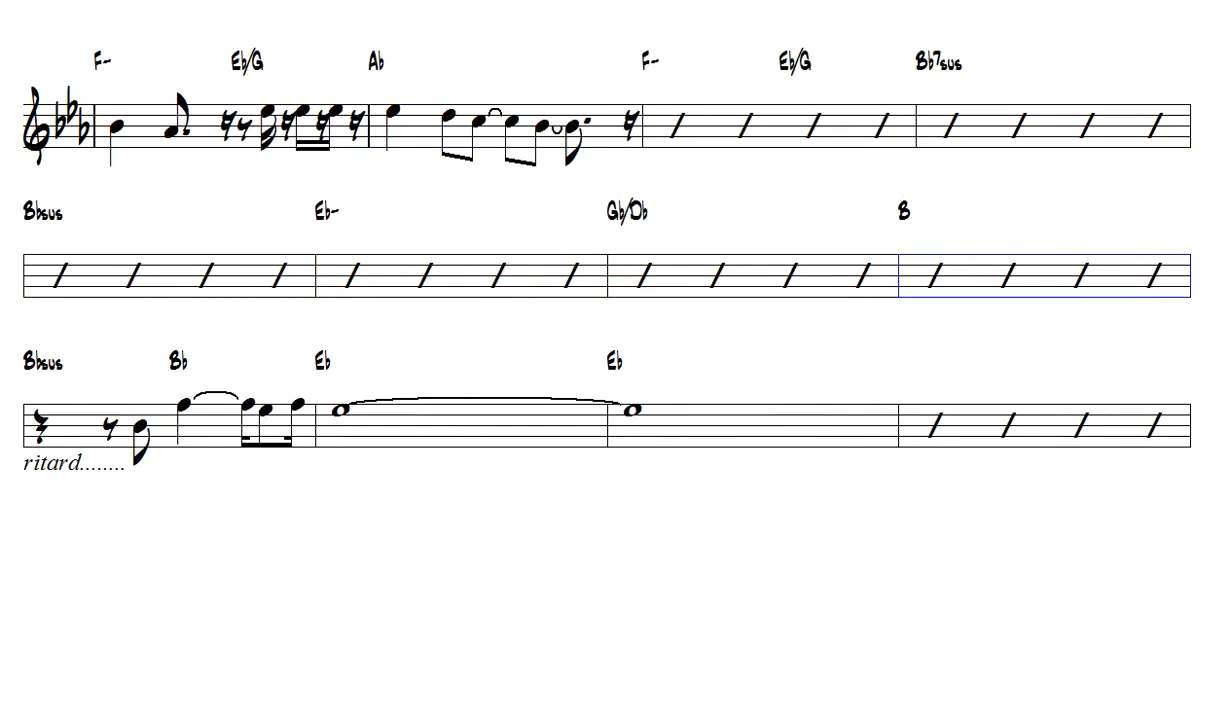 F- Eb/G Ab F- Eb/G Bb7sus
Bbsus Eb- Gb/Db B
Bbsus Bb Eb Eb
ritard........